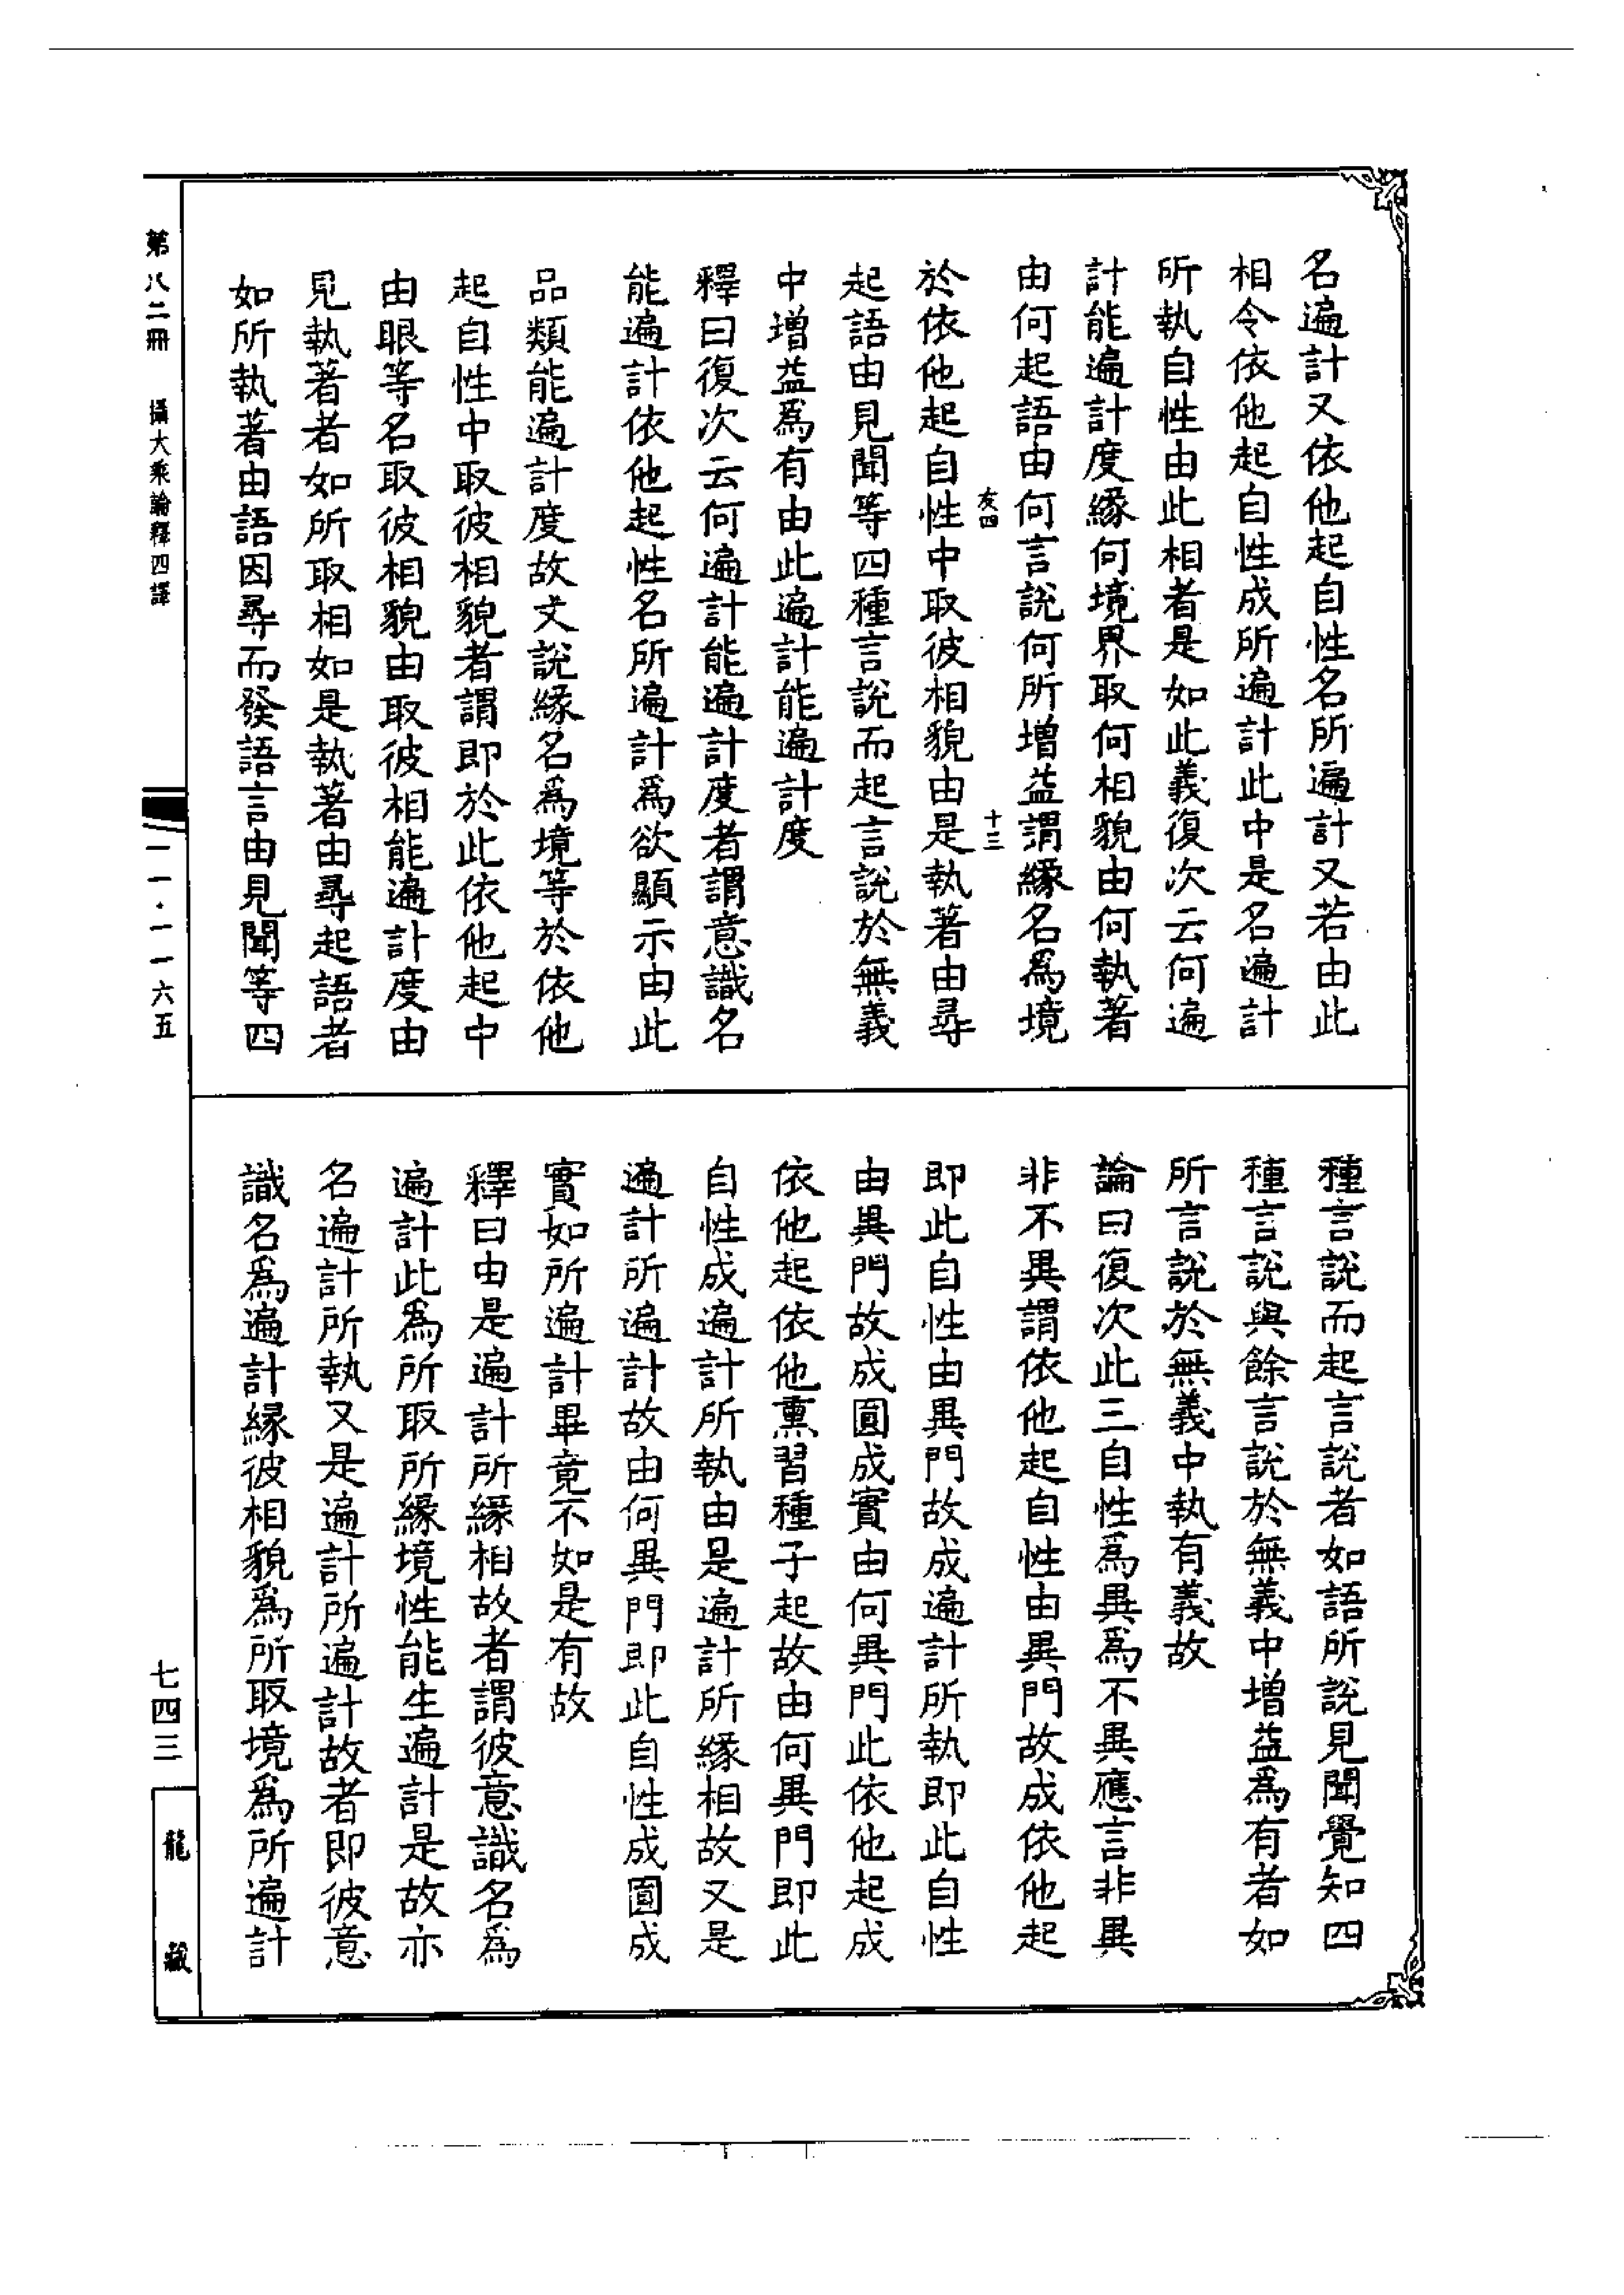 名遍計又依他起自性名所遍計又若由此
相令依他起自性成所遍計此中是名遍計
所執自性由此相者是如此義復次云何遍
計能遍計度緣何境界取何相貌由何執著
由何起語由何言說何所增益謂緣名爲境
友四 十三
於依他起自性中取彼相貌由是執著由尋
起語由見聞等四種言說而起言說於無義
中增益爲有由此遍計能遍計度
釋曰復次云何遍計能遍計度者謂意識名
能遍計依他起性名所遍計爲欲顯示由此
品類能遍計度故文說緣名爲境等於依他
起自性中取彼相貌者謂即於此依他起中
由眼等名取彼相貌由取彼相能遍計度由
見執著者如所取相如是執著由尋起語者
如所執著由語因尋而發語言由見聞等四
種言說而起言說者如語所說見聞覺知四
種言說與餘言說於無義中增益爲有者如
所言說於無義中執有義故
論曰復次此三自性爲異爲不異應言非異
非不異謂依他起自性由異門故成依他起
即此自性由異門故成遍計所執即此自性
由異門故成圓成實由何異門此依他起成
依他起依他熏習種子起故由何異門即此
自性成遍計所執由是遍計所緣相故又是
遍計所遍計故由何異門即此自性成圓成
實如所遍計畢竟不如是有故
釋曰由是遍計所緣相故者謂彼意識名爲
遍計此爲所取所緣境性能生遍計是故亦
名遍計所執又是遍計所遍計故者即彼意
識名爲遍計緣彼相貌爲所取境爲所遍計
第八二冊 攝大乘論釋四譯
一一·一一六五
七四三
龍藏